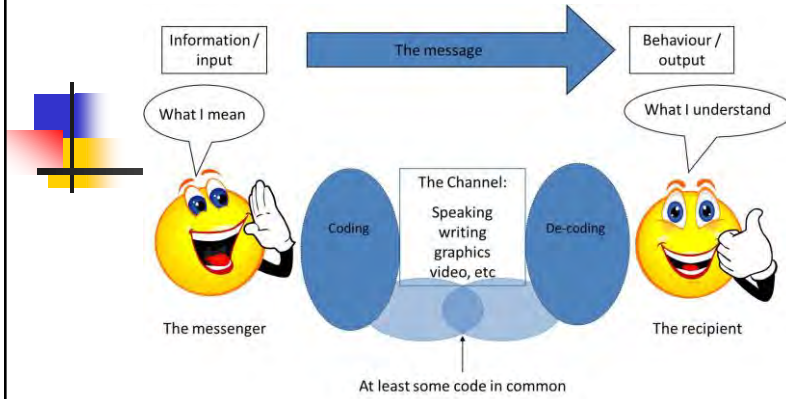 Information /
input
The message
Behaviour /
output
What I mean
What I understand
Coding
The Channel:
Speaking
writing
graphics
video, etc
De-coding
The messenger
The recipient
At least some code in common